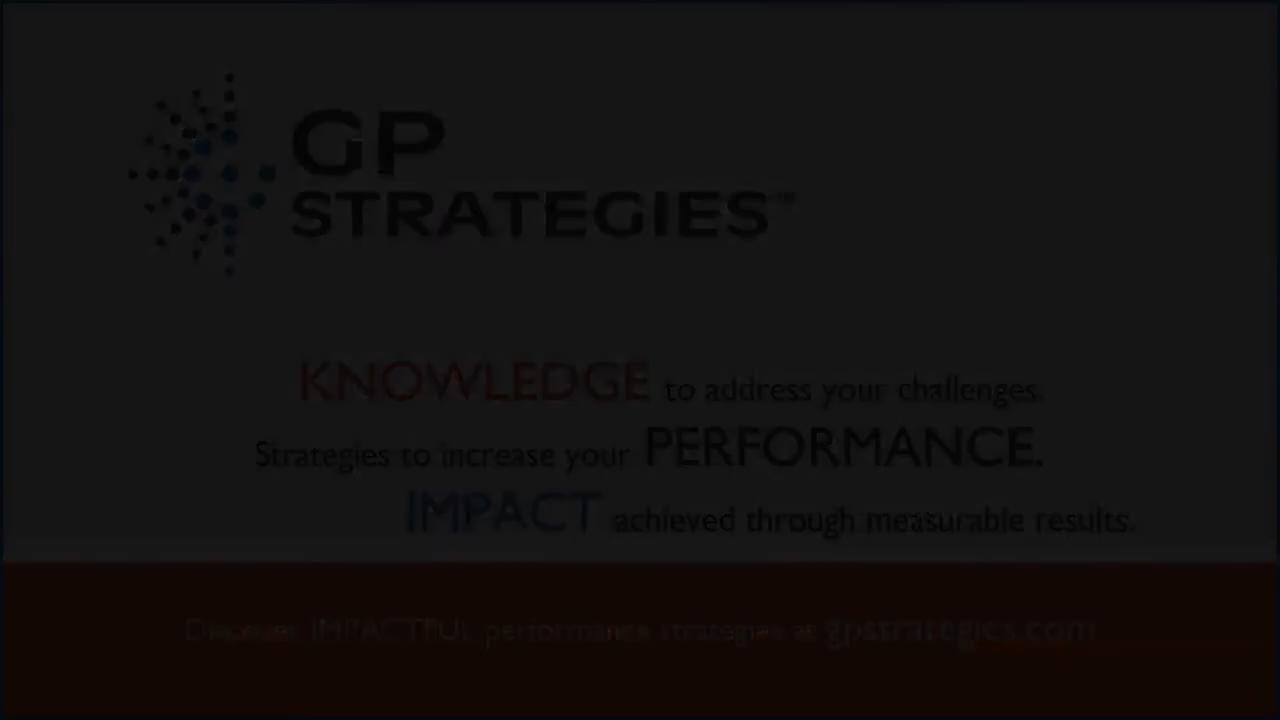 GP
STRATEGIES™
KNOWLEDGE to address your challenges.
Strategies to increase your PERFORMANCE.
IMPACT achieved through measurable results.
Discover IMPACTFUL performance strategies at gpstrategies.com